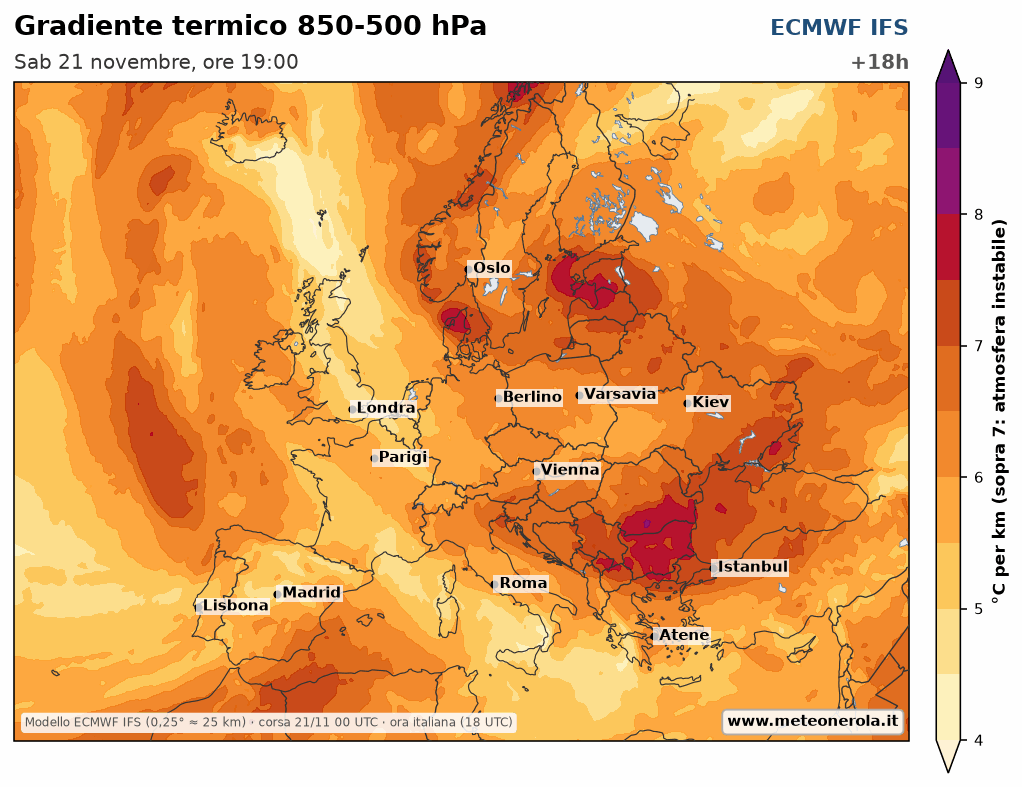 Gradiente termico 850-500 hPa
ECMWF IFS
Sab 21 novembre, ore 19:00
+18h
9
8
7
6
5
4
°C per km (sopra 7: atmosfera instabile)
Oslo
Berlino
Varsavia
Kiev
Londra
Parigi
Vienna
Istanbul
Roma
Madrid
Lisbona
Atene
Modello ECMWF IFS (0,25° ≈ 25 km) · corsa 21/11 00 UTC · ora italiana (18 UTC)
www.meteonerola.it